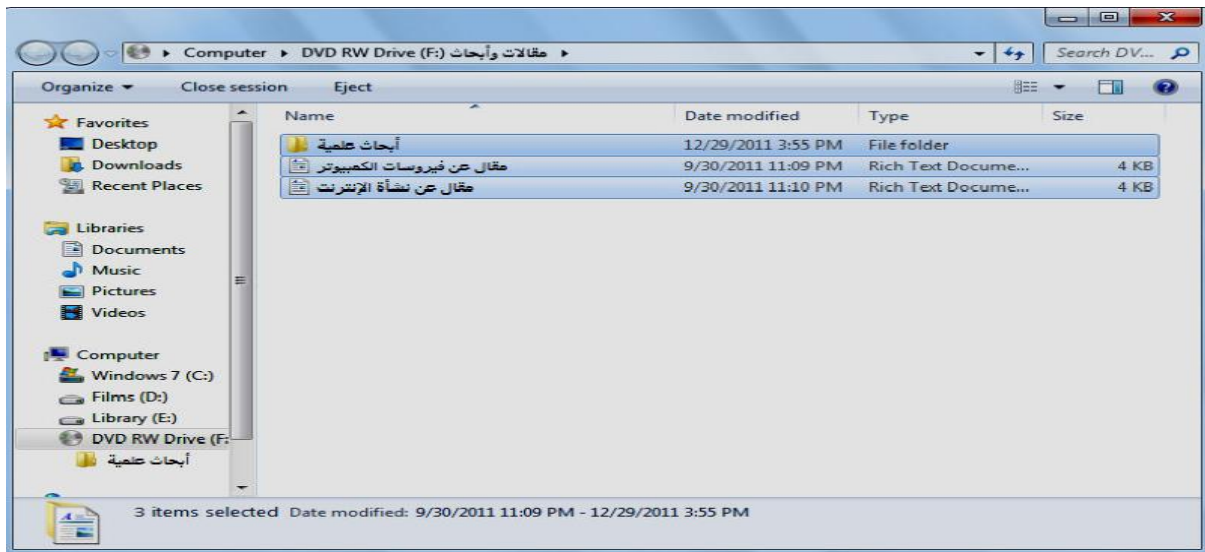 Computer ▸ DVD RW Drive (F:) مقالات وأبحاث ▸
Search DV...
Organize Close session Eject
Name Date modified Type Size
أبحاث علمية 12/29/2011 3:55 PM File folder
مقال عن فيروسات الكمبيوتر 9/30/2011 11:09 PM Rich Text Docume... 4 KB
مقال عن نشأة الإنترنت 9/30/2011 11:10 PM Rich Text Docume... 4 KB
Favorites
Desktop
Downloads
Recent Places
Libraries
Documents
Music
Pictures
Videos
Computer
Windows 7 (C:)
Films (D:)
Library (E:)
DVD RW Drive (F:
أبحاث علمية
3 items selected Date modified: 9/30/2011 11:09 PM - 12/29/2011 3:55 PM